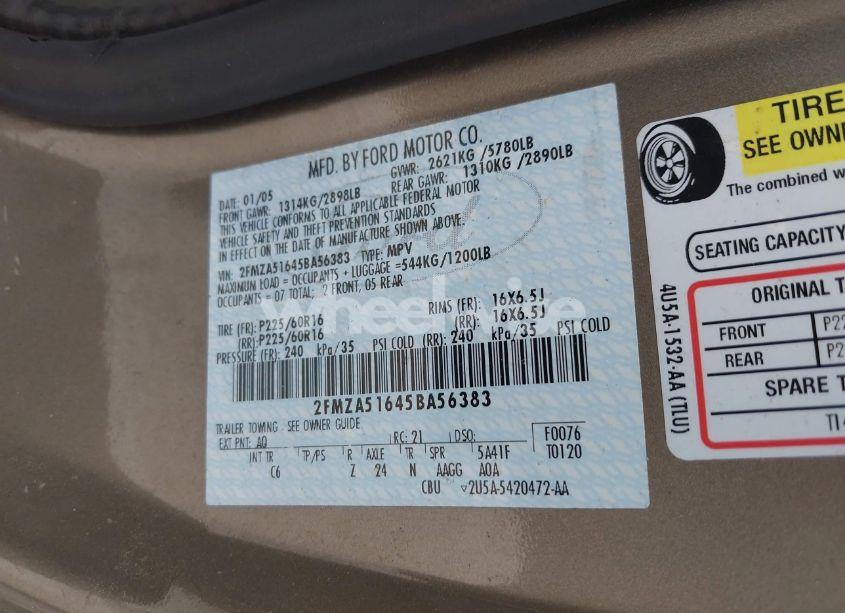 MFD. BY FORD MOTOR CO.
DATE: 01/05 GVWR: 2621KG /5780LB
FRONT GAWR: 1314KG/2898LB REAR GAWR: 1310KG /2890LB
THIS VEHICLE CONFORMS TO ALL APPLICABLE FEDERAL MOTOR
VEHICLE SAFETY AND THEFT PREVENTION STANDARDS
IN EFFECT ON THE DATE OF MANUFACTURE SHOWN ABOVE.
VIN: 2FMZA51645BA56383 TYPE: MPV
MAXIMUM LOAD = OCCUPANTS + LUGGAGE =544KG/1200LB
OCCUPANTS = 07 TOTAL; 2 FRONT, 05 REAR
TIRE (FR): P225/60R16 RIMS (FR): 16X6.5J
(RR): P225/60R16 (RR): 16X6.5J
PRESSURE (FR): 240 kPa/35 PSI COLD (RR): 240 kPa/35 PSI COLD
2FMZA51645BA56383
TRAILER TOWING - SEE OWNER GUIDE
EXT PNT: AQ RC: 21 DSO: F0076
INT TR TP/PS R AXLE TR SPR 5A41F T0120
C6 Z 24 N AAGG AOA
CBU ▽2U5A-5420472-AA
TIRE
SEE OWN
The combined w
SEATING CAPACITY
ORIGINAL T
FRONT P22
REAR P2
SPARE T
T14
4U5A-1532-AA (TLU)